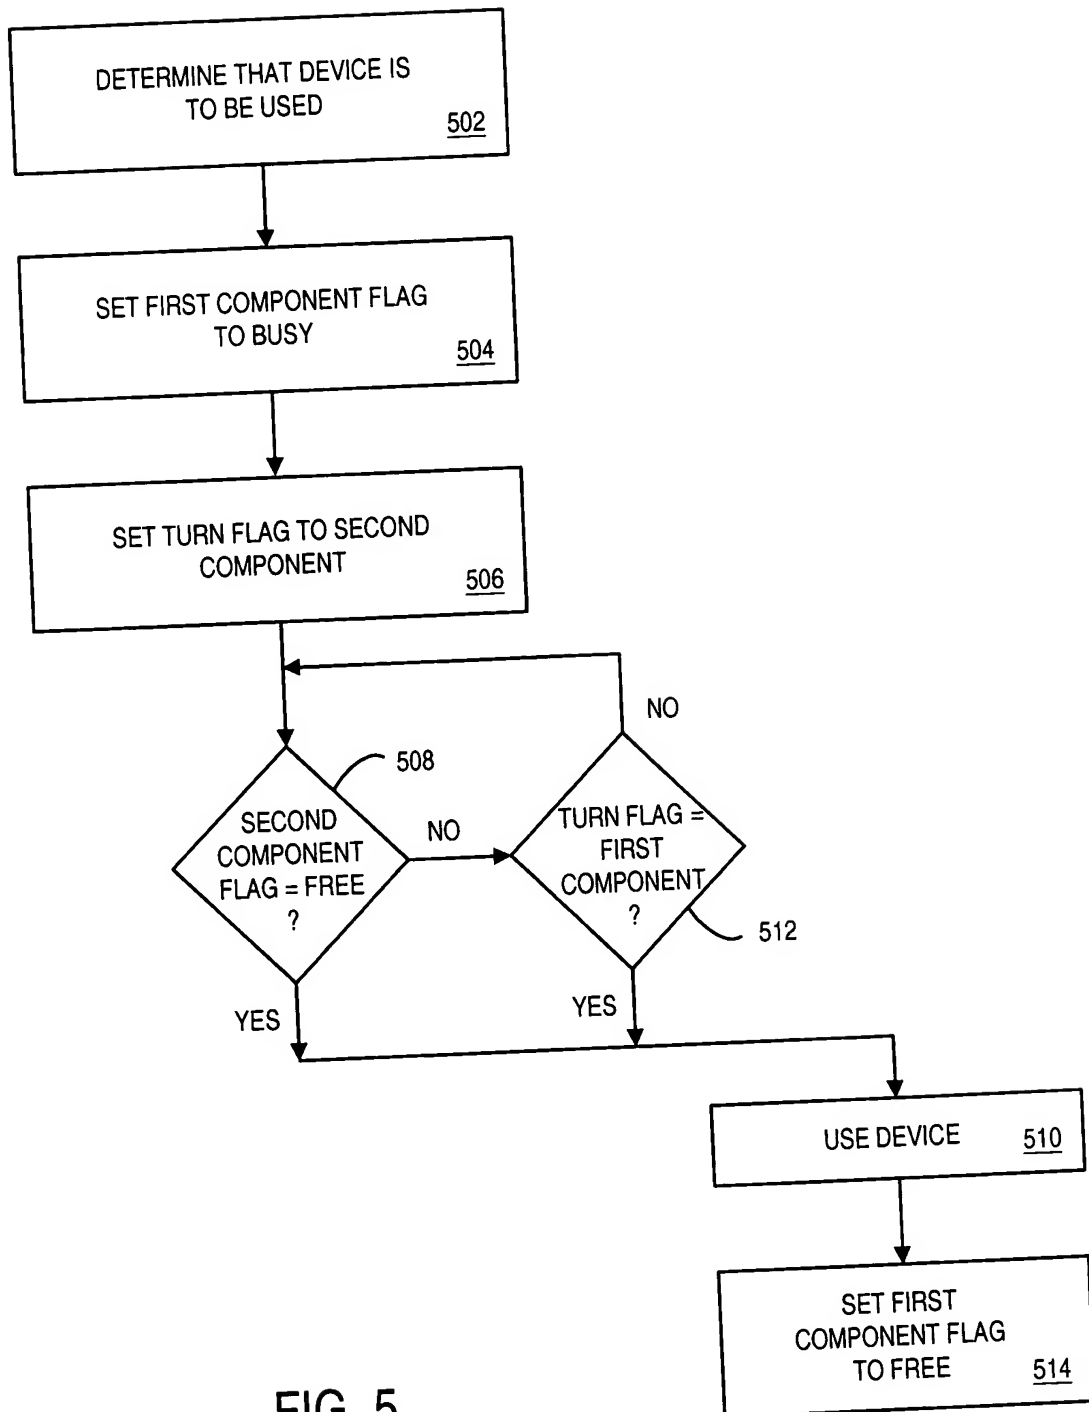 DETERMINE THAT DEVICE IS
TO BE USED
502
SET FIRST COMPONENT FLAG
TO BUSY
504
SET TURN FLAG TO SECOND
COMPONENT
506
NO
508
SECOND
COMPONENT
FLAG = FREE
?
NO
TURN FLAG =
FIRST
COMPONENT
?
512
YES
YES
USE DEVICE
510
SET FIRST
COMPONENT FLAG
TO FREE
514
FIG. 5